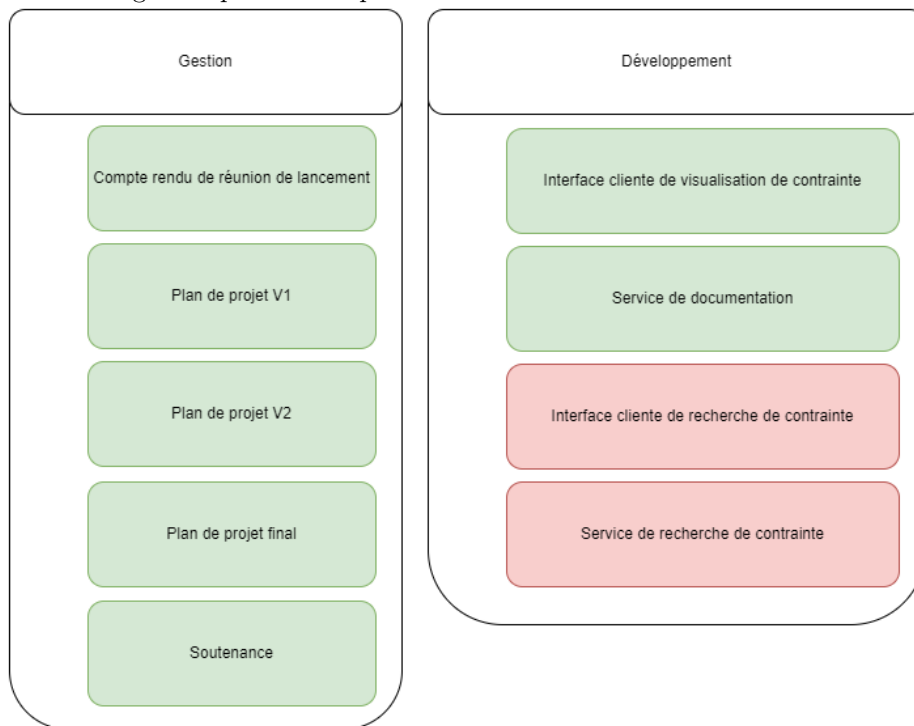 Gestion
Compte rendu de réunion de lancement
Plan de projet V1
Plan de projet V2
Plan de projet final
Soutenance
Développement
Interface cliente de visualisation de contrainte
Service de documentation
Interface cliente de recherche de contrainte
Service de recherche de contrainte